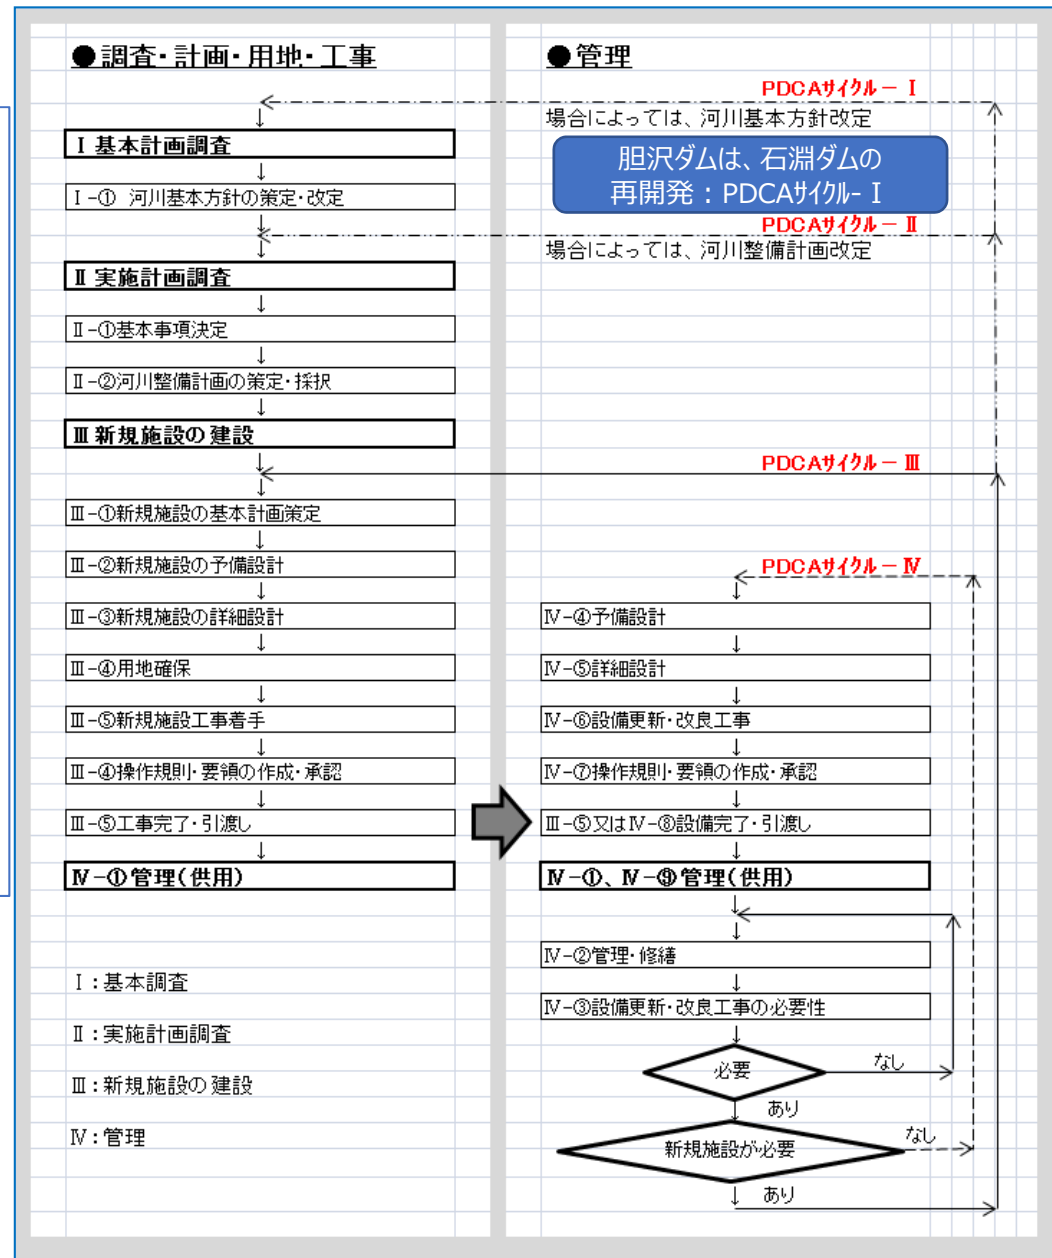 ●調査・計画・用地・工事
Ⅰ 基本計画調査
Ⅰ-① 河川基本方針の策定・改定
Ⅱ 実施計画調査
Ⅱ-①基本事項決定
Ⅱ-②河川整備計画の策定・採択
Ⅲ 新規施設の建設
Ⅲ-①新規施設の基本計画策定
Ⅲ-②新規施設の予備設計
Ⅲ-③新規施設の詳細設計
Ⅲ-④用地確保
Ⅲ-⑤新規施設工事着手
Ⅲ-④操作規則・要領の作成・承認
Ⅲ-⑤工事完了・引渡し
Ⅳ-①管理(供用)
Ⅰ:基本調査
Ⅱ:実施計画調査
Ⅲ:新規施設の建設
Ⅳ:管理
●管理
PDCAサイクル-Ⅰ
場合によっては、河川基本方針改定
胆沢ダムは、石淵ダムの
再開発:PDCAサイクル-Ⅰ
PDCAサイクル-Ⅱ
場合によっては、河川整備計画改定
PDCAサイクル-Ⅲ
PDCAサイクル-Ⅳ
Ⅳ-④予備設計
Ⅳ-⑤詳細設計
Ⅳ-⑥設備更新・改良工事
Ⅳ-⑦操作規則・要領の作成・承認
Ⅲ-⑤又はⅣ-⑧設備完了・引渡し
Ⅳ-①、Ⅳ-⑨管理(供用)
Ⅳ-②管理・修繕
Ⅳ-③設備更新・改良工事の必要性
必要
なし
あり
新規施設が必要
なし
あり